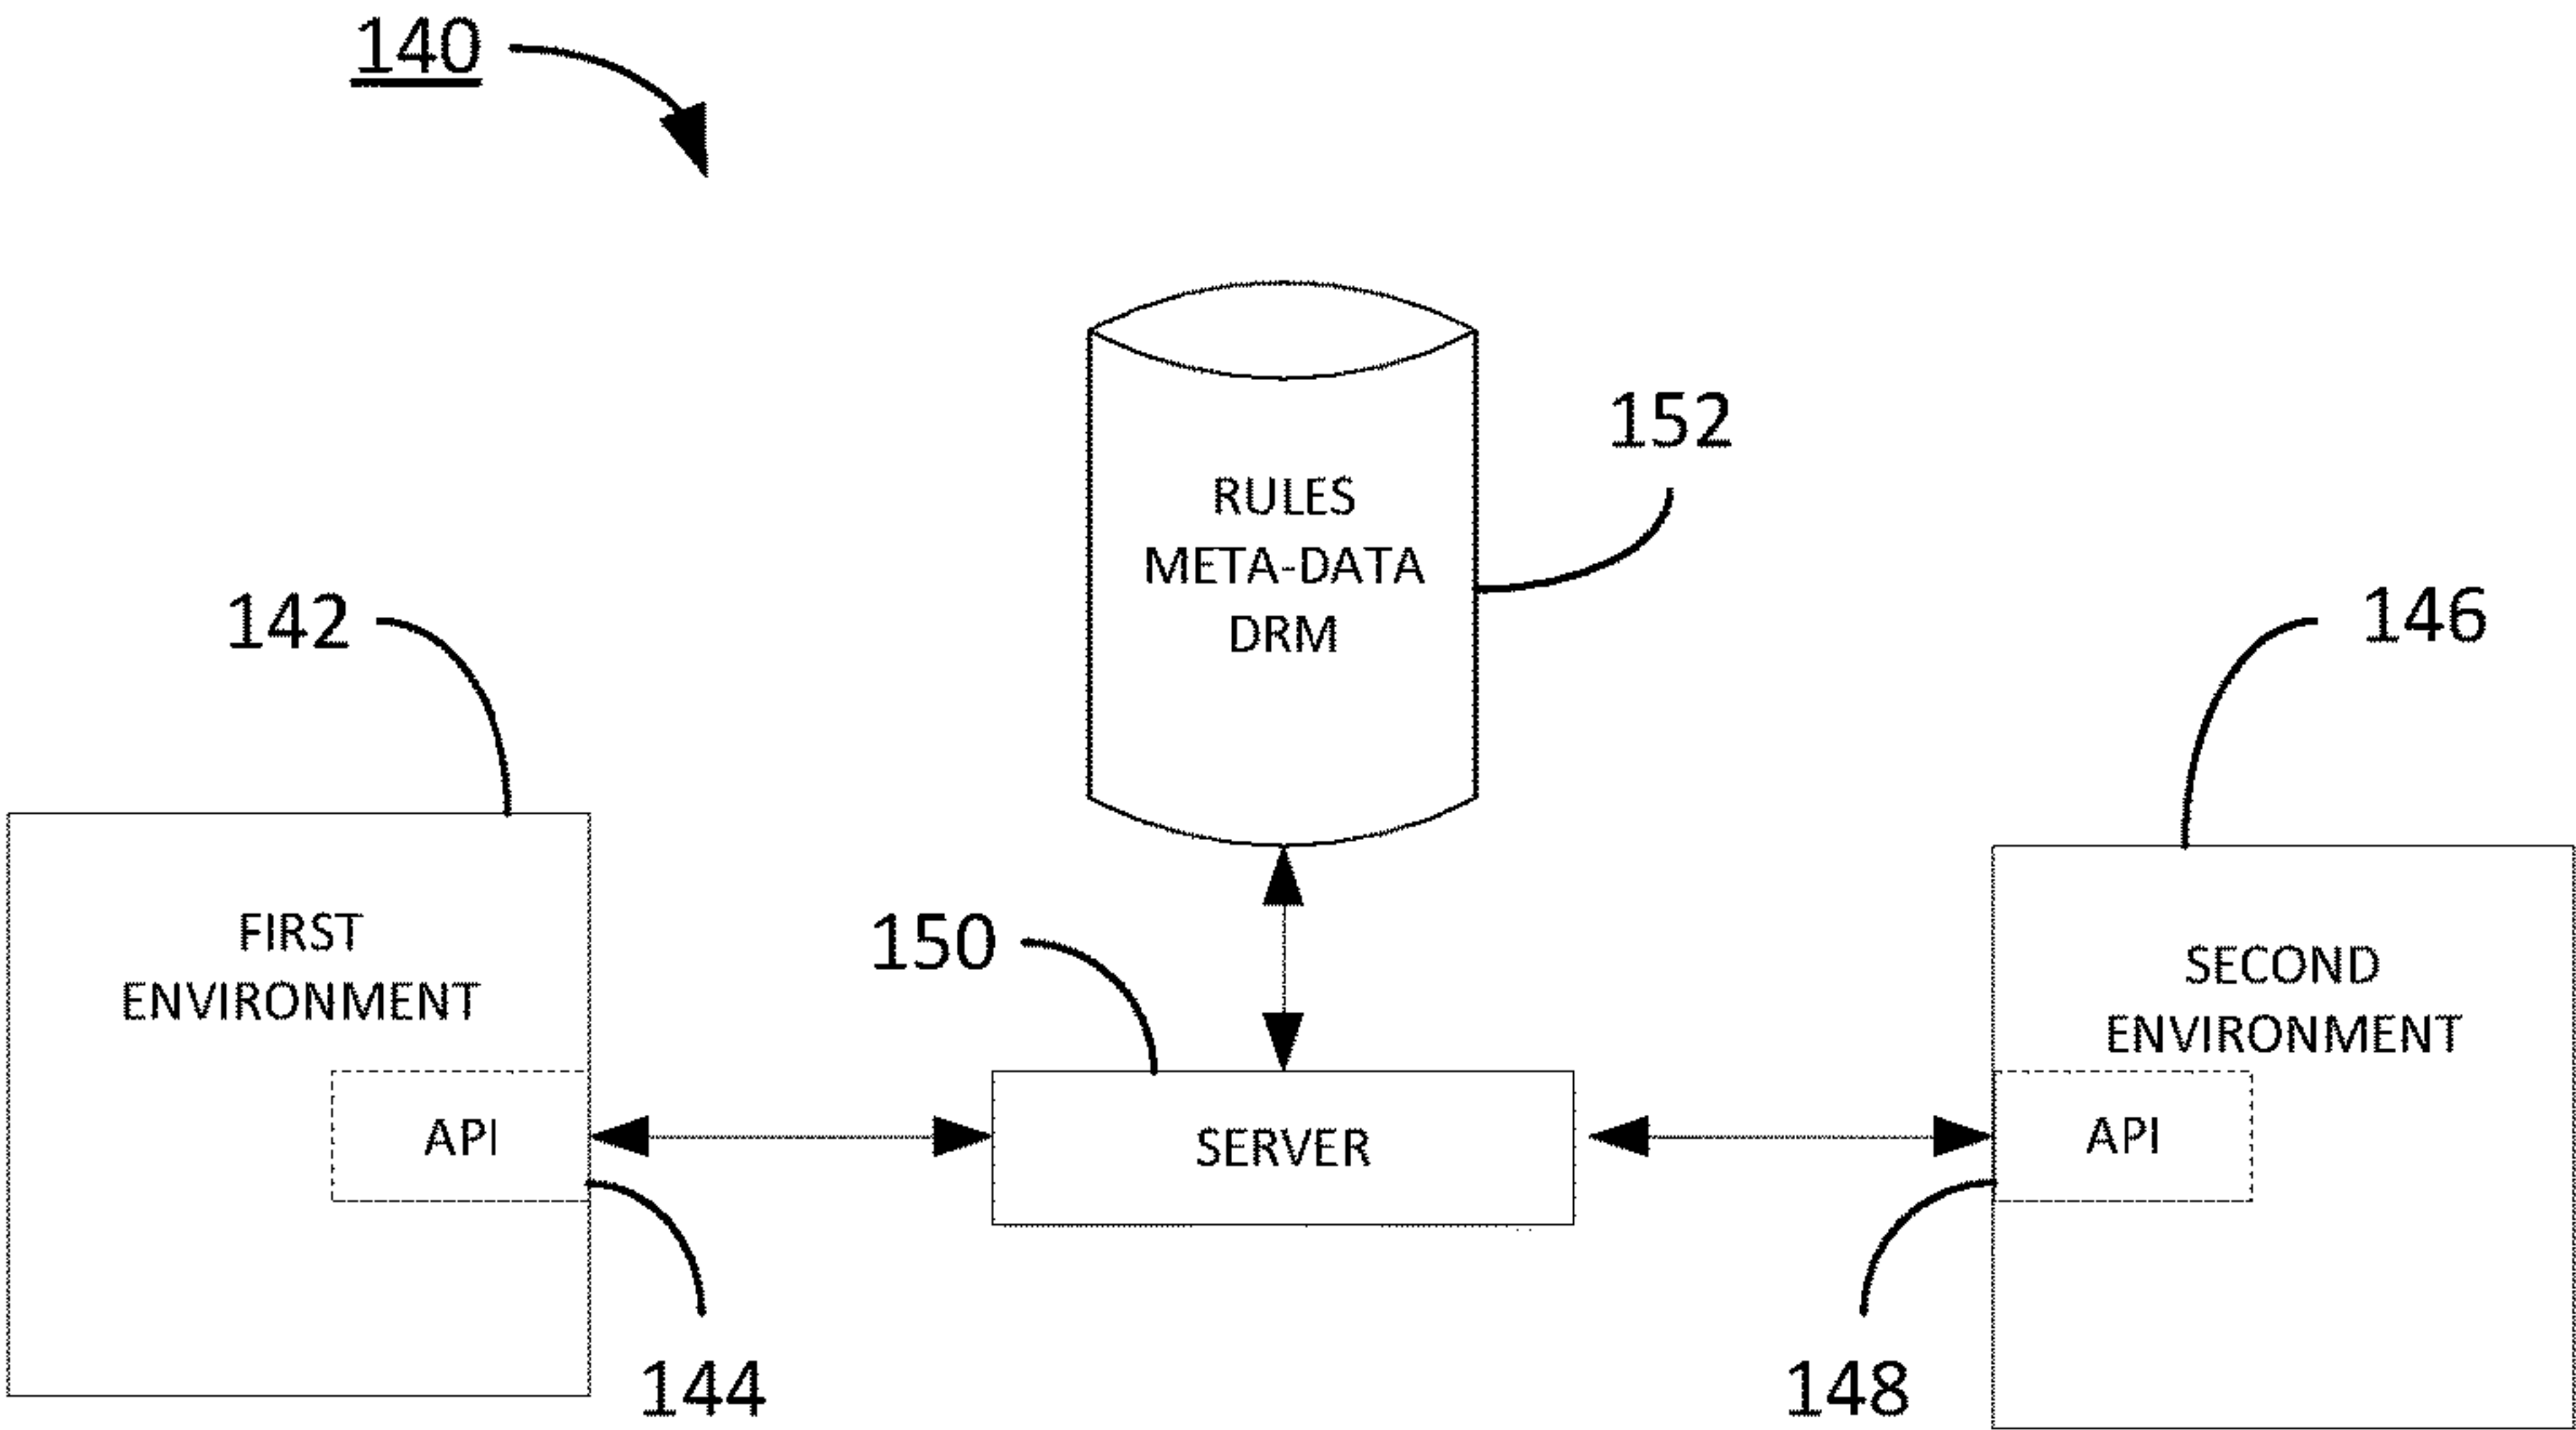 140
152
RULES
META-DATA
DRM
142
146
FIRST
ENVIRONMENT
150
SECOND
ENVIRONMENT
API
SERVER
API
144
148